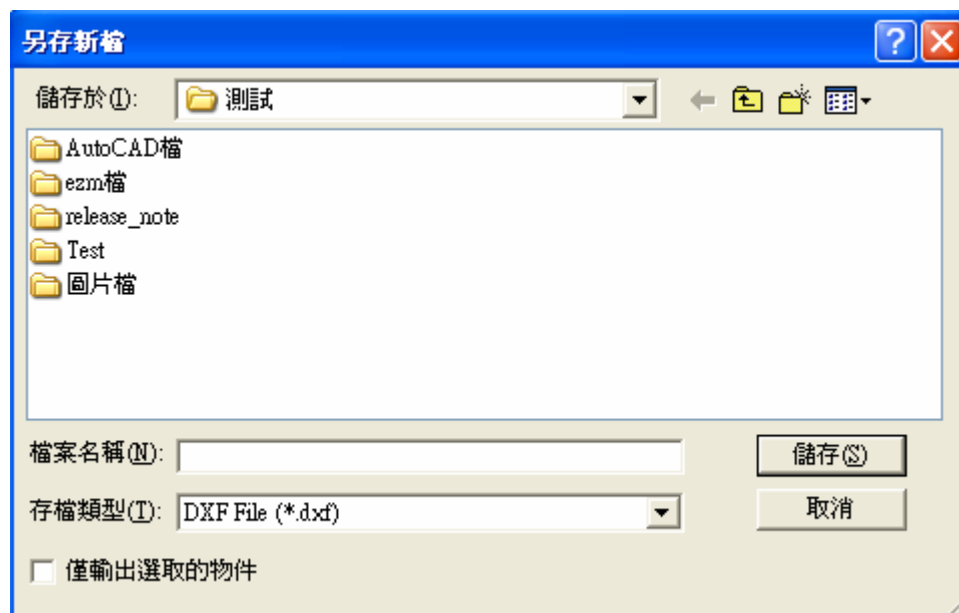 另存新檔
儲存於(I): 測試
AutoCAD檔
ezm檔
release_note
Test
圖片檔
檔案名稱(N): 儲存(S)
存檔類型(T): DXF File (*.dxf) 取消
僅輸出選取的物件